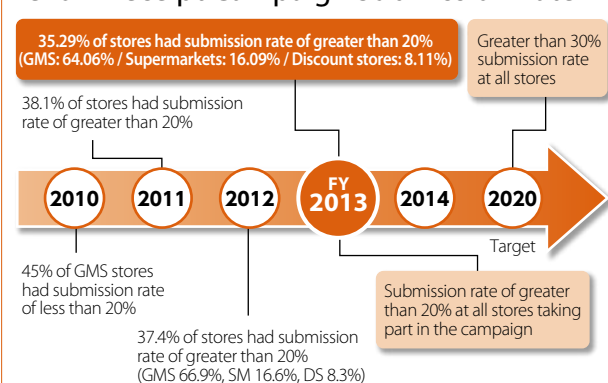 35.29% of stores had submission rate of greater than 20%
(GMS: 64.06% / Supermarkets: 16.09% / Discount stores: 8.11%)
Greater than 30%
submission rate
at all stores
38.1% of stores had submission
rate of greater than 20%
2010
2011
2012
FY
2013
2014
2020
Target
45% of GMS stores
had submission rate
of less than 20%
37.4% of stores had submission
rate of greater than 20%
(GMS 66.9%, SM 16.6%, DS 8.3%)
Submission rate of greater
than 20% at all stores taking
part in the campaign